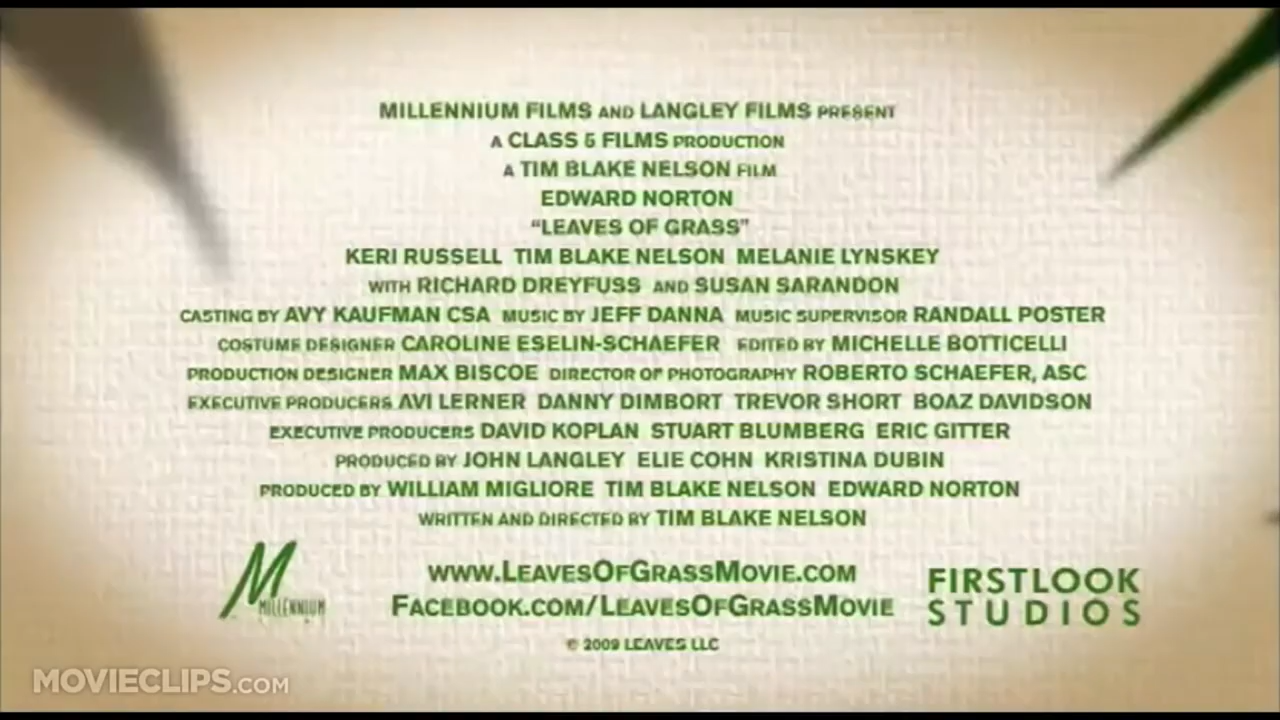 MILLENNIUM FILMS AND LANGLEY FILMS PRESENT
A CLASS 5 FILMS PRODUCTION
A TIM BLAKE NELSON FILM
EDWARD NORTON
“LEAVES OF GRASS”
KERI RUSSELL TIM BLAKE NELSON MELANIE LYNSKEY
WITH RICHARD DREYFUSS AND SUSAN SARANDON
CASTING BY AVY KAUFMAN CSA MUSIC BY JEFF DANNA MUSIC SUPERVISOR RANDALL POSTER
COSTUME DESIGNER CAROLINE ESELIN-SCHAEFER EDITED BY MICHELLE BOTTICELLI
PRODUCTION DESIGNER MAX BISCOE DIRECTOR OF PHOTOGRAPHY ROBERTO SCHAEFER, ASC
EXECUTIVE PRODUCERS AVI LERNER DANNY DIMBORT TREVOR SHORT BOAZ DAVIDSON
EXECUTIVE PRODUCERS DAVID KOPLAN STUART BLUMBERG ERIC GITTER
PRODUCED BY JOHN LANGLEY ELIE COHN KRISTINA DUBIN
PRODUCED BY WILLIAM MIGLIORE TIM BLAKE NELSON EDWARD NORTON
WRITTEN AND DIRECTED BY TIM BLAKE NELSON
M MILLENNIUM
WWW.LEAVESOFGRASSMOVIE.COM
FACEBOOK.COM/LEAVESOFGRASSMOVIE
FIRSTLOOK
STUDIOS
© 2009 LEAVES LLC
MOVIECLIPS.COM